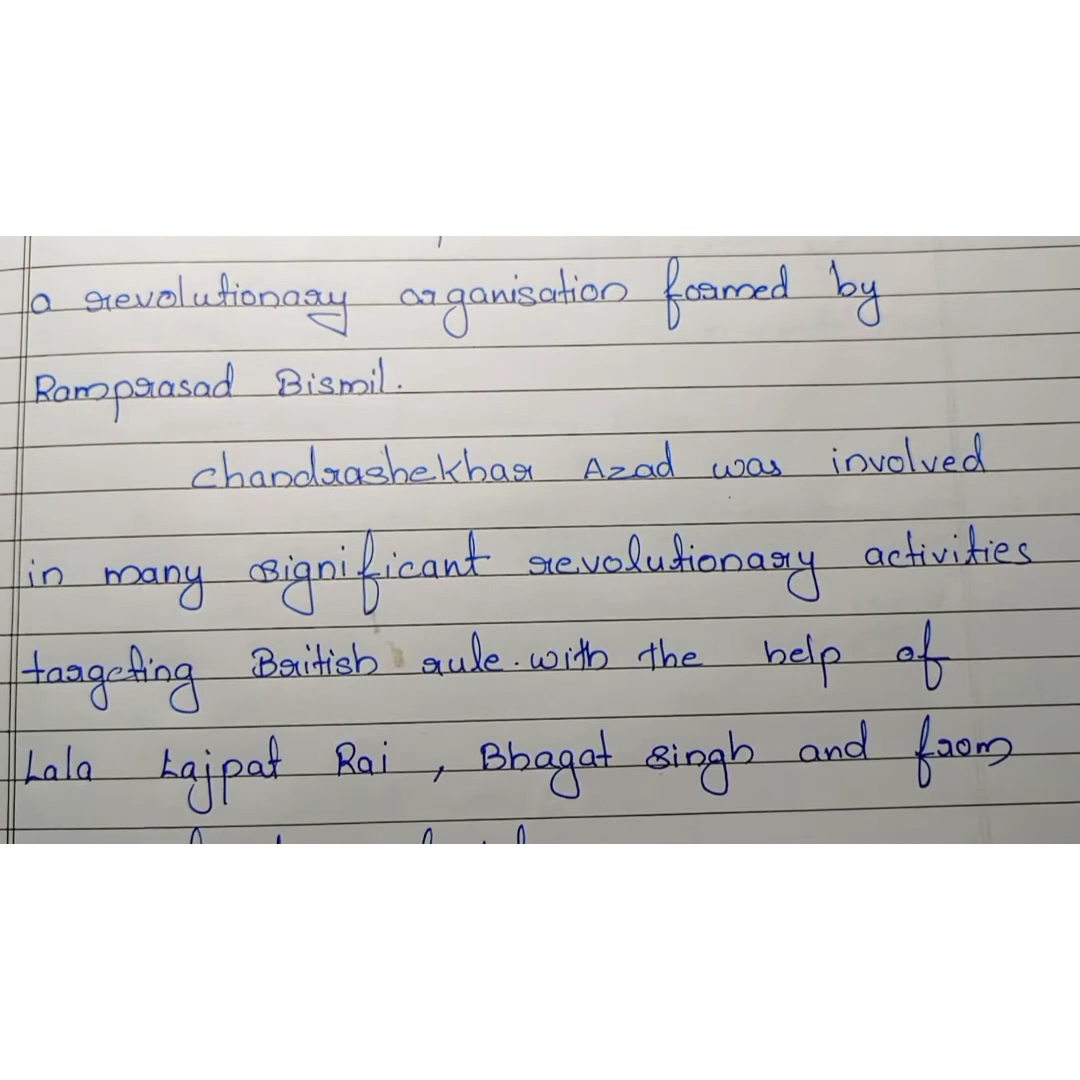 a revolutionary organisation formed by
Ramprasad Bismil.
Chandrashekhar Azad was involved
in many significant revolutionary activities
targeting British rule. with the help of
Lala Lajpat Rai , Bhagat singh and from